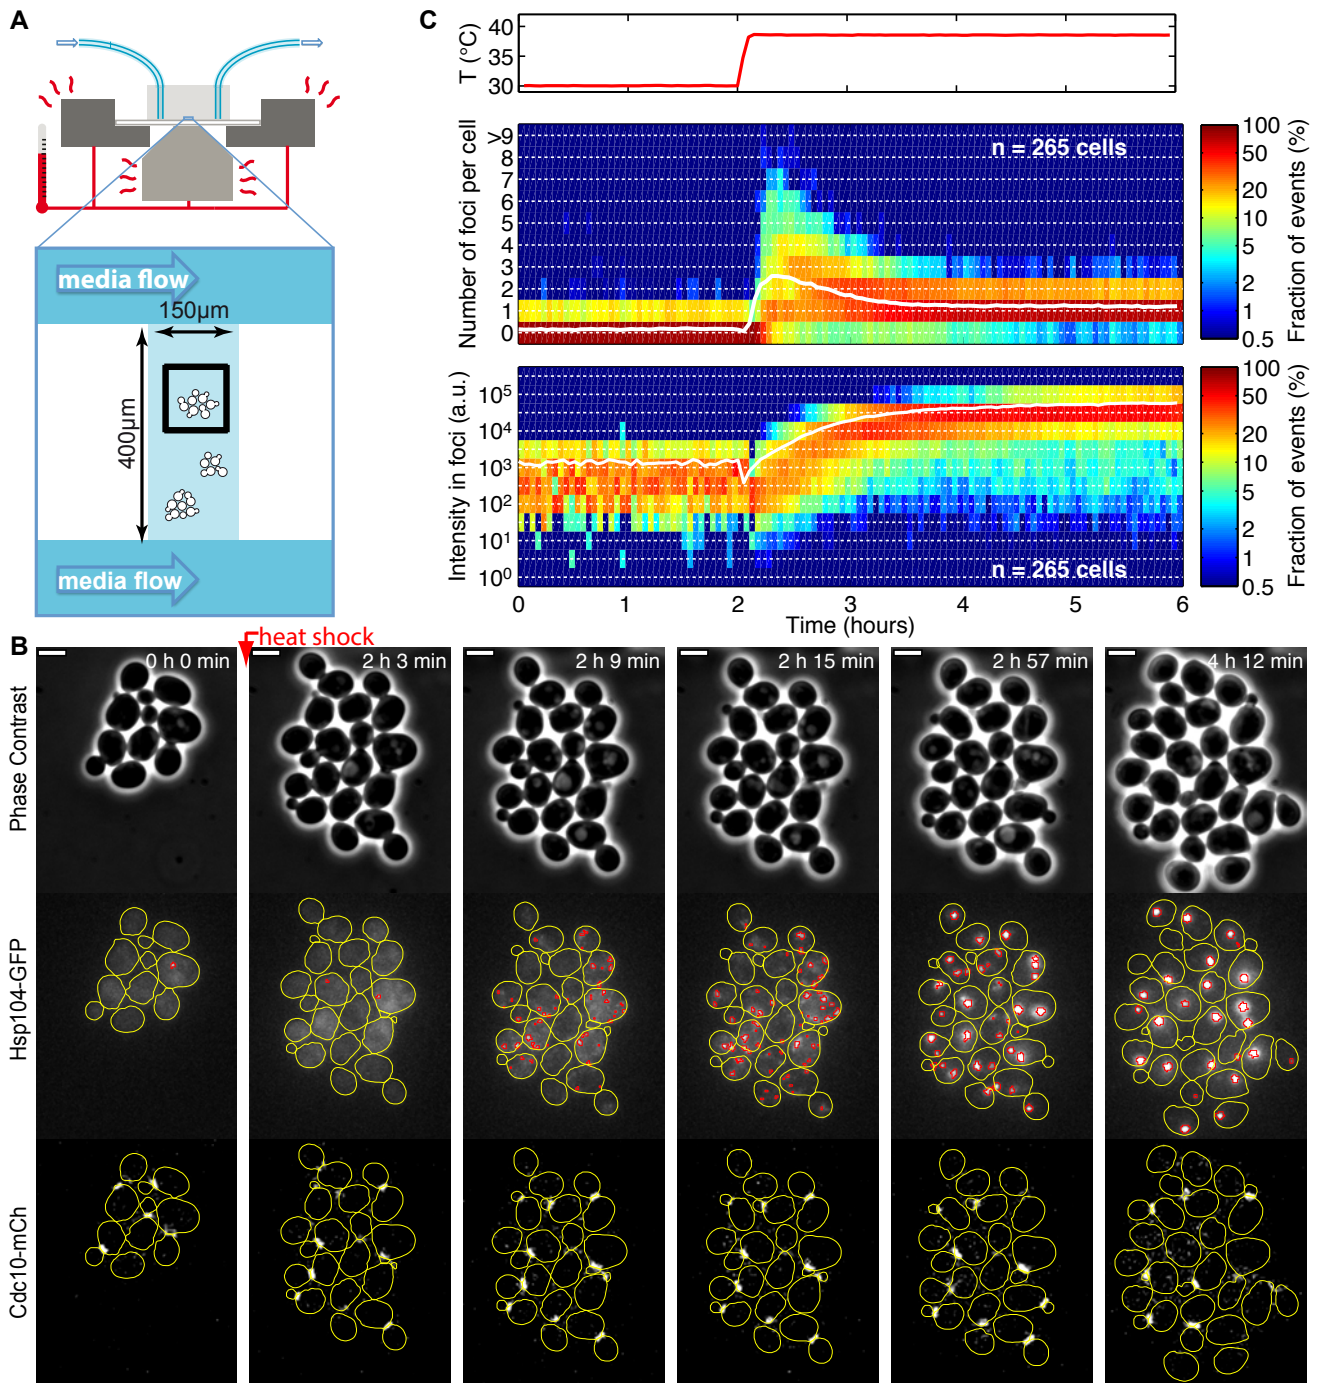 A
media flow
150µm
400µm
media flow
C
T (°C)
40
35
30
Number of foci per cell
>9
8
7
6
5
4
3
2
1
0
n = 265 cells
100
50
20
10
5
2
1
0.5
Fraction of events (%)
Intensity in foci (a.u.)
10⁵
10⁴
10³
10²
10¹
10⁰
n = 265 cells
100
50
20
10
5
2
1
0.5
Fraction of events (%)
0 1 2 3 4 5 6
Time (hours)
B
heat shock
0 h 0 min
2 h 3 min
2 h 9 min
2 h 15 min
2 h 57 min
4 h 12 min
Phase Contrast
Hsp104-GFP
Cdc10-mCh